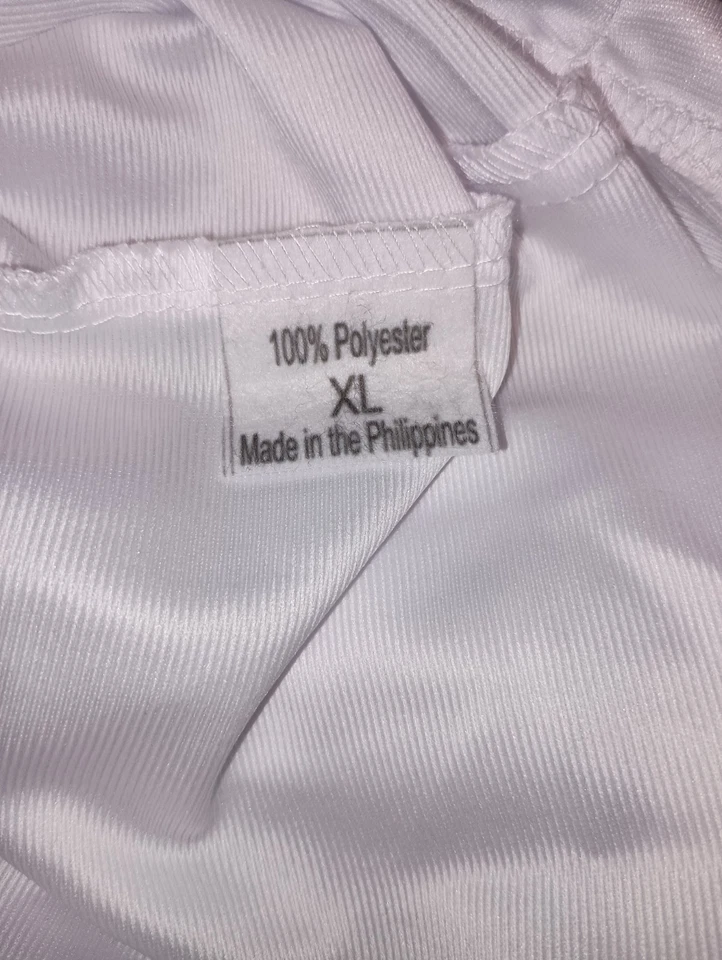 100% Polyester
XL
Made in the Philippines